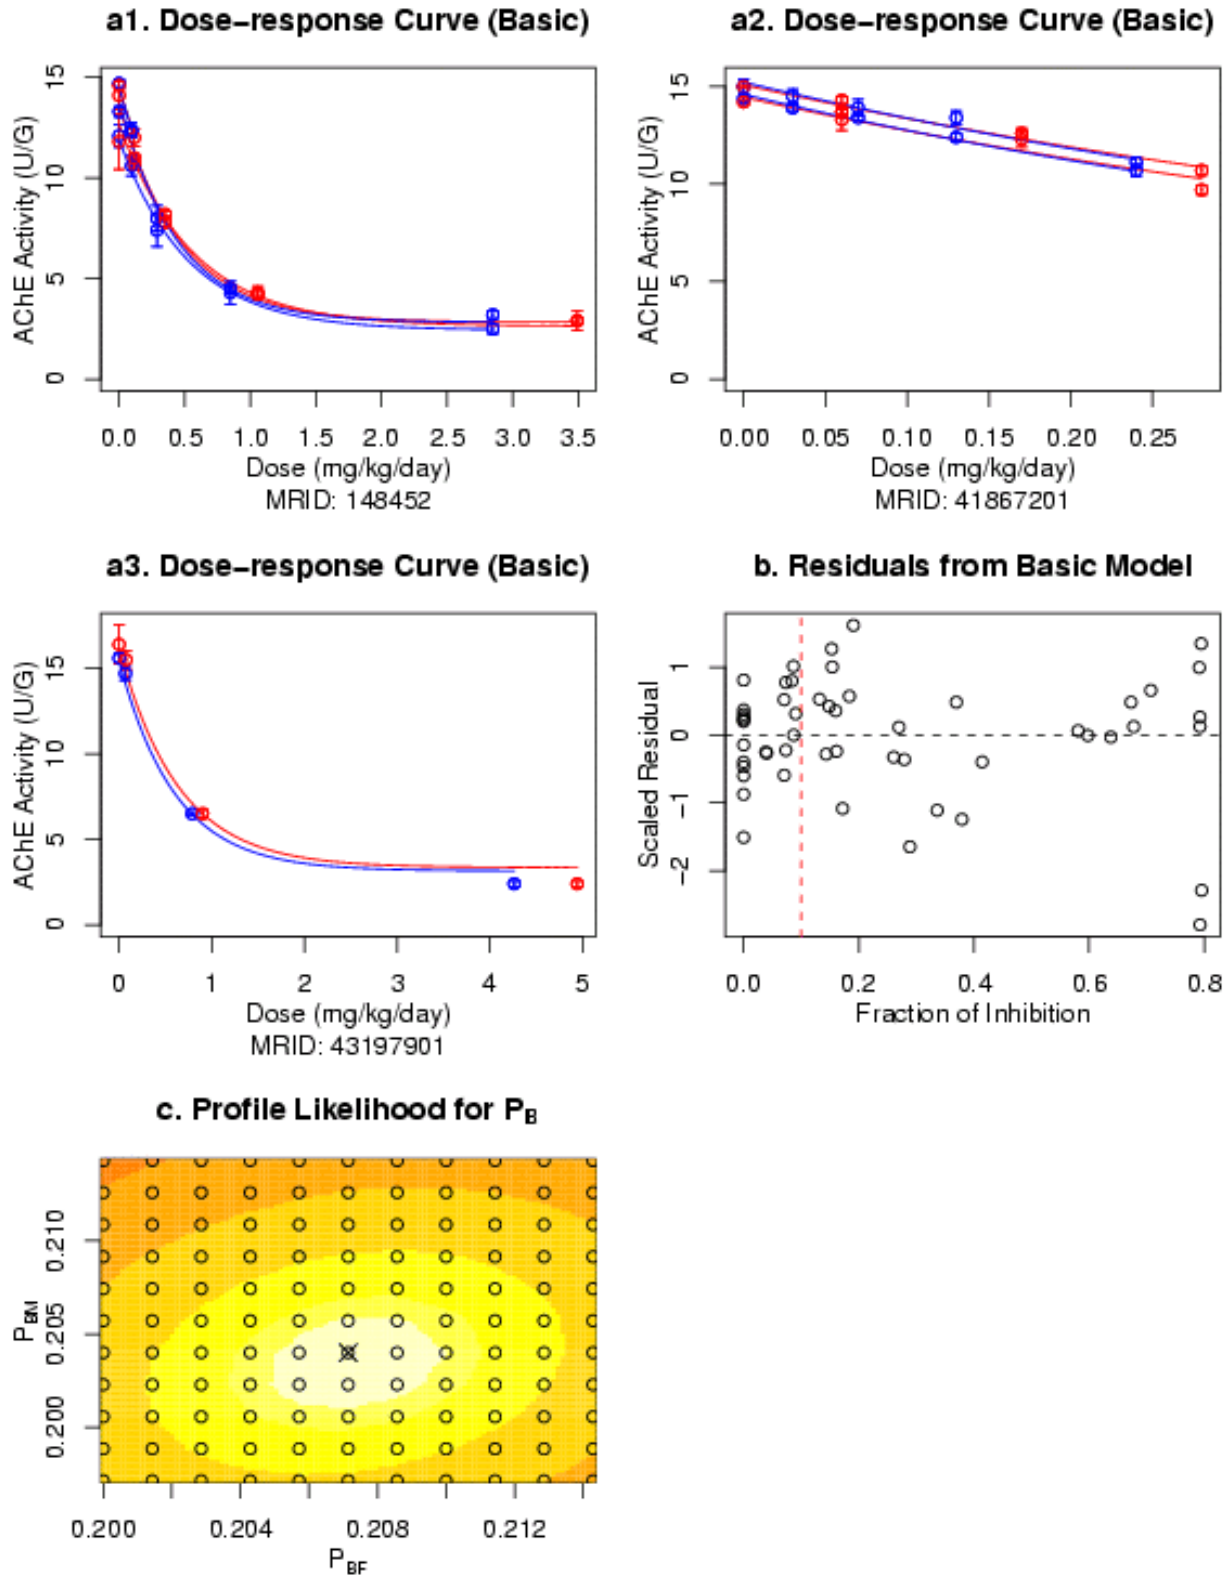 a1. Dose-response Curve (Basic)
AChE Activity (U/G)
15
10
5
0
0.0 0.5 1.0 1.5 2.0 2.5 3.0 3.5
Dose (mg/kg/day)
MRID: 148452
a2. Dose-response Curve (Basic)
AChE Activity (U/G)
15
10
5
0
0.00 0.05 0.10 0.15 0.20 0.25
Dose (mg/kg/day)
MRID: 41867201
a3. Dose-response Curve (Basic)
AChE Activity (U/G)
15
10
5
0
0 1 2 3 4 5
Dose (mg/kg/day)
MRID: 43197901
b. Residuals from Basic Model
Scaled Residual
1
0
-1
-2
0.0 0.2 0.4 0.6 0.8
Fraction of Inhibition
c. Profile Likelihood for PB
PBM
0.210
0.205
0.200
0.200 0.204 0.208 0.212
PBF